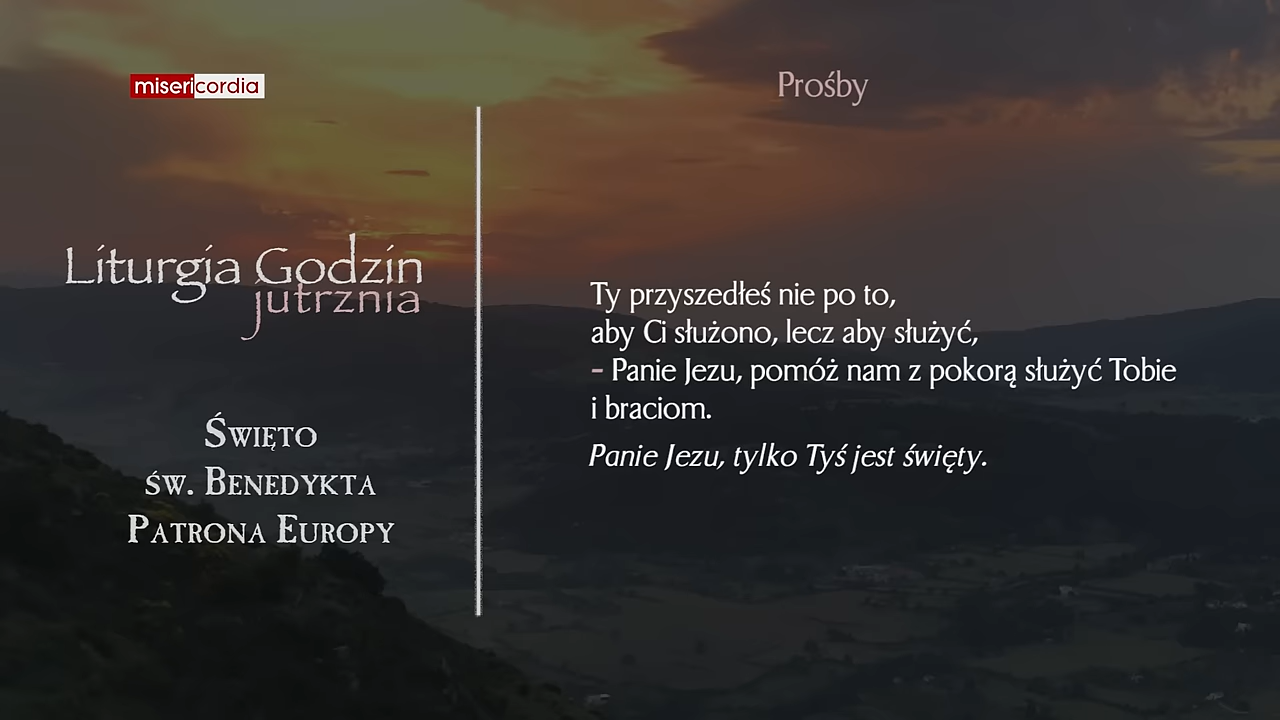 misericordia
Liturgia Godzin
jutrznia
Święto
św. Benedykta
Patrona Europy
Prośby
Ty przyszedłeś nie po to,
aby Ci służono, lecz aby służyć,
- Panie Jezu, pomóż nam z pokorą służyć Tobie
i braciom.
Panie Jezu, tylko Tyś jest święty.